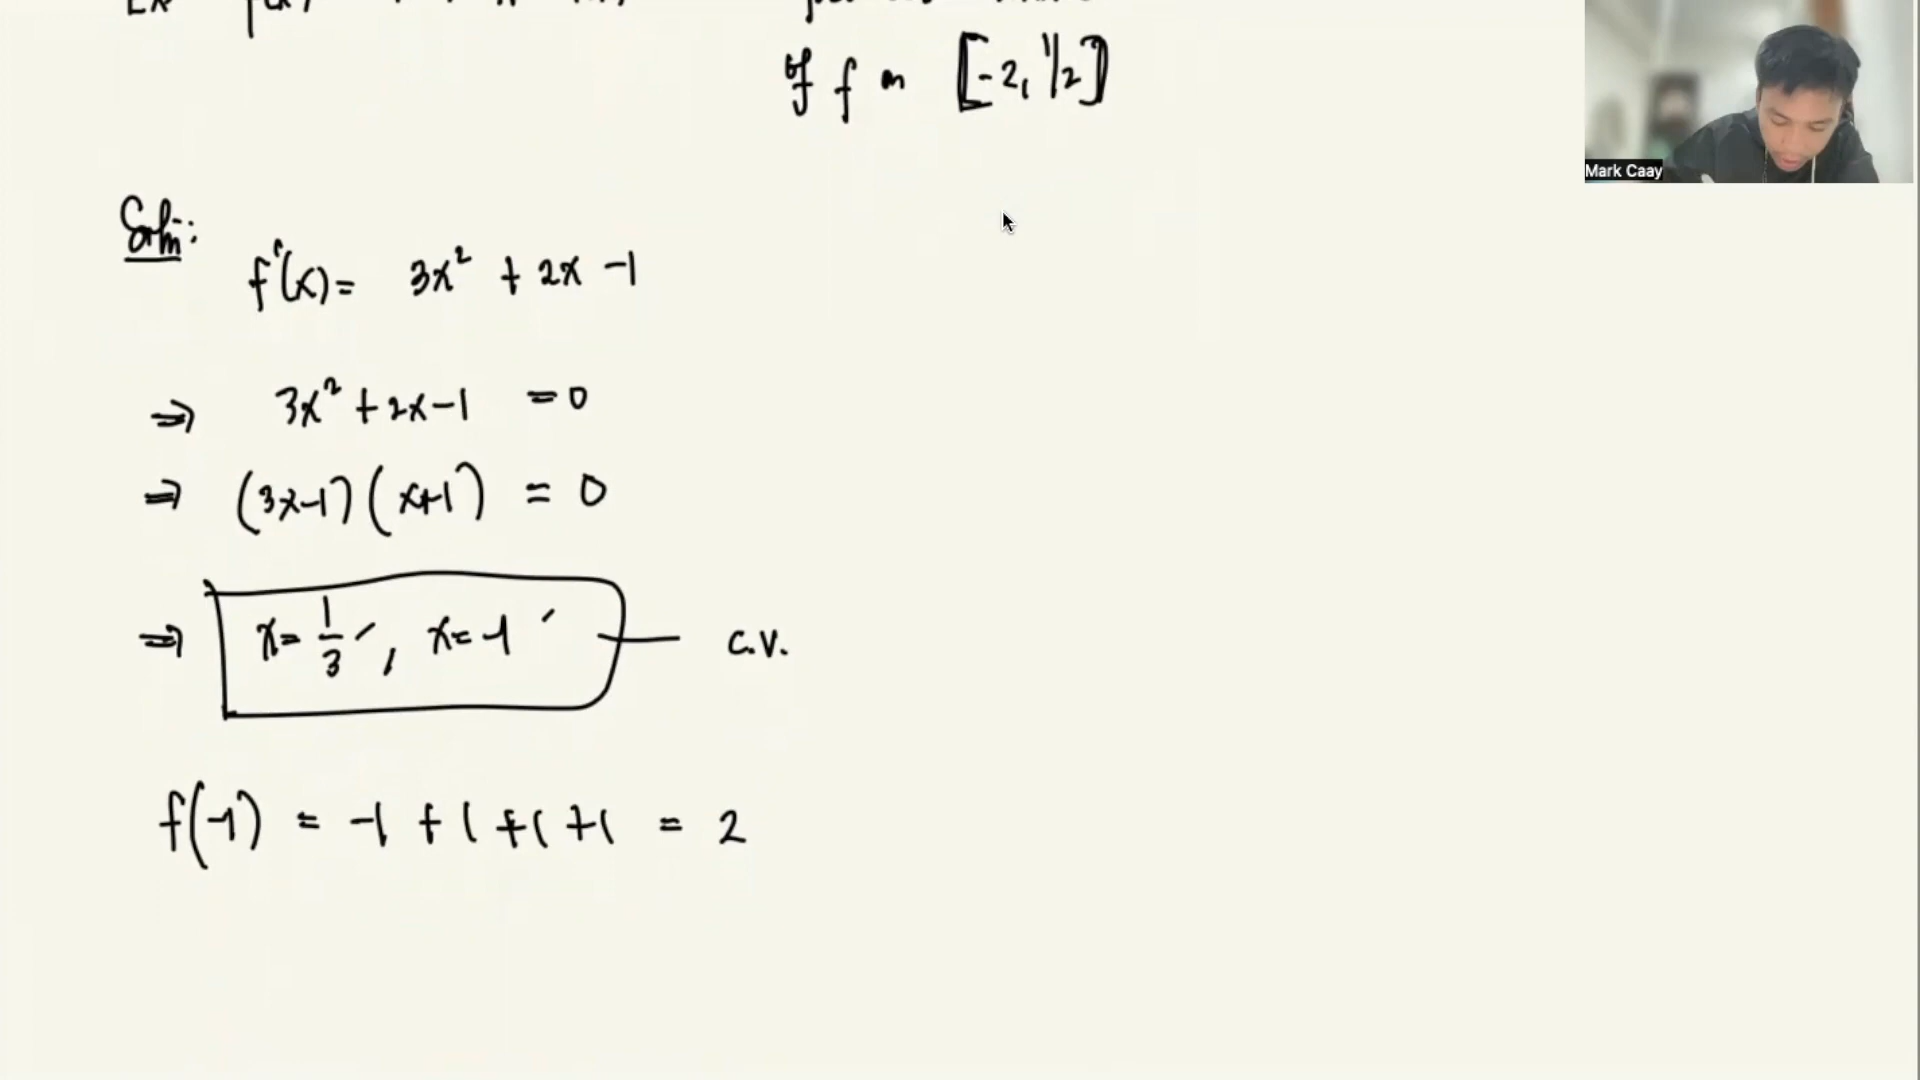 of f on [-2, 1/2]
Mark Caay
Soln:
f'(x) = 3x² + 2x - 1
⇒ 3x² + 2x - 1 = 0
⇒ (3x-1)(x+1) = 0
⇒ x = 1/3, x = -1 — c.v.
f(-1) = -1 + 1 + 1 + 1 = 2